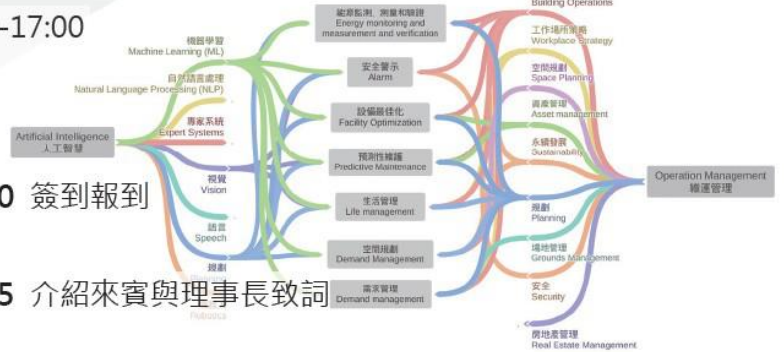 -17:00
0 簽到報到
5 介紹來賓與理事長致詞
Artificial Intelligence
人工智慧
機器學習
Machine Learning (ML)
自然語言處理
Natural Language Processing (NLP)
專家系統
Expert Systems
視覺
Vision
語言
Speech
規劃
Robotics
能源監測、測量和驗證
Energy monitoring and
measurement and verification
安全警示
Alarm
設備最佳化
Facility Optimization
預測性維護
Predictive Maintenance
生活管理
Life management
空間規劃
Demand Management
需求管理
Demand management
Building Operations
工作場所策略
Workplace Strategy
空間規劃
Space Planning
資產管理
Asset management
永續發展
Sustainability
規劃
Planning
場地管理
Grounds Management
安全
Security
房地產管理
Real Estate Management
Operation Management
維運管理